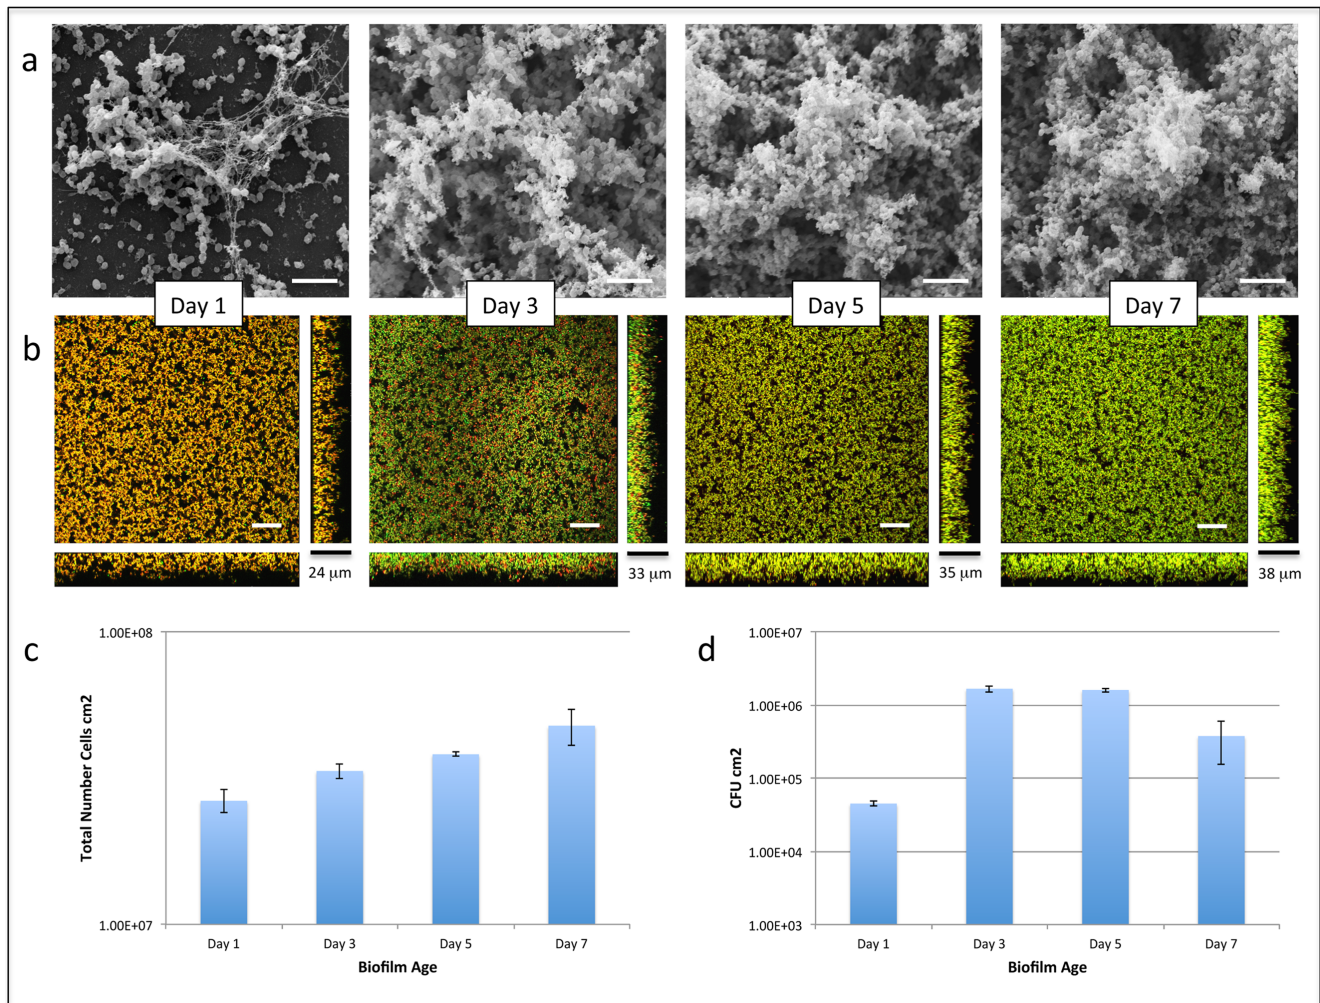 a
Day 1
Day 3
Day 5
Day 7
b
24 μm
33 μm
35 μm
38 μm
c
1.00E+08
1.00E+07
Total Number Cells cm2
Day 1
Day 3
Day 5
Day 7
Biofilm Age
d
1.00E+07
1.00E+06
1.00E+05
1.00E+04
1.00E+03
CFU cm2
Day 1
Day 3
Day 5
Day 7
Biofilm Age